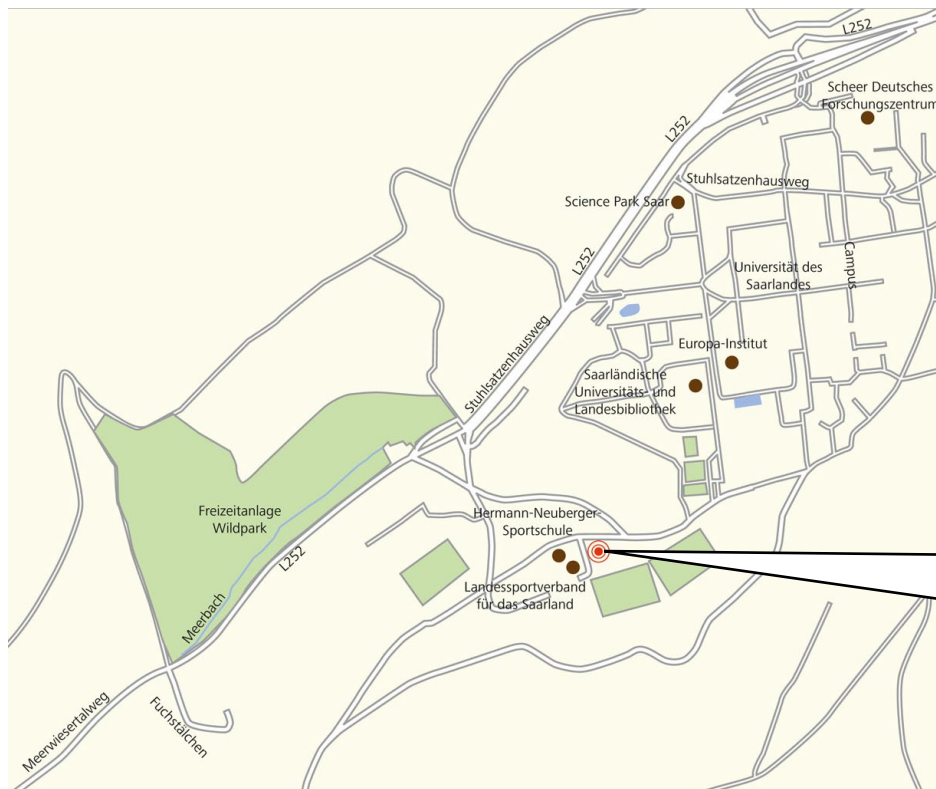 L252
Scheer Deutsches
Forschungszentrum
L252
Stuhlsatzenhausweg
Science Park Saar
L252
Campus
Universität des
Saarlandes
Stuhlsatzenhausweg
Europa-Institut
Saarländische
Universitäts- und
Landesbibliothek
Freizeitanlage
Wildpark
Hermann-Neuberger-
Sportschule
L252
Landessportverband
für das Saarland
Meerbach
Meerwiesertalweg
Fuchstälchen